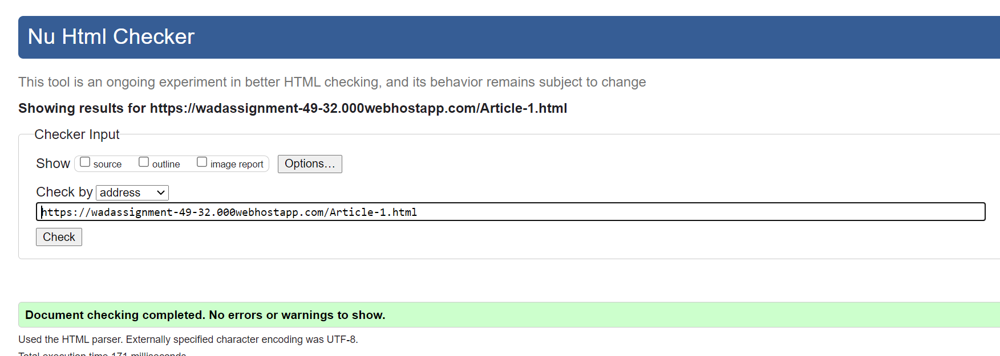 Nu Html Checker
This tool is an ongoing experiment in better HTML checking, and its behavior remains subject to change
Showing results for https://wadassignment-49-32.000webhostapp.com/Article-1.html
Checker Input
Show source outline image report Options...
Check by address
https://wadassignment-49-32.000webhostapp.com/Article-1.html
Check
Document checking completed. No errors or warnings to show.
Used the HTML parser. Externally specified character encoding was UTF-8.
Total execution time 171 milliseconds.